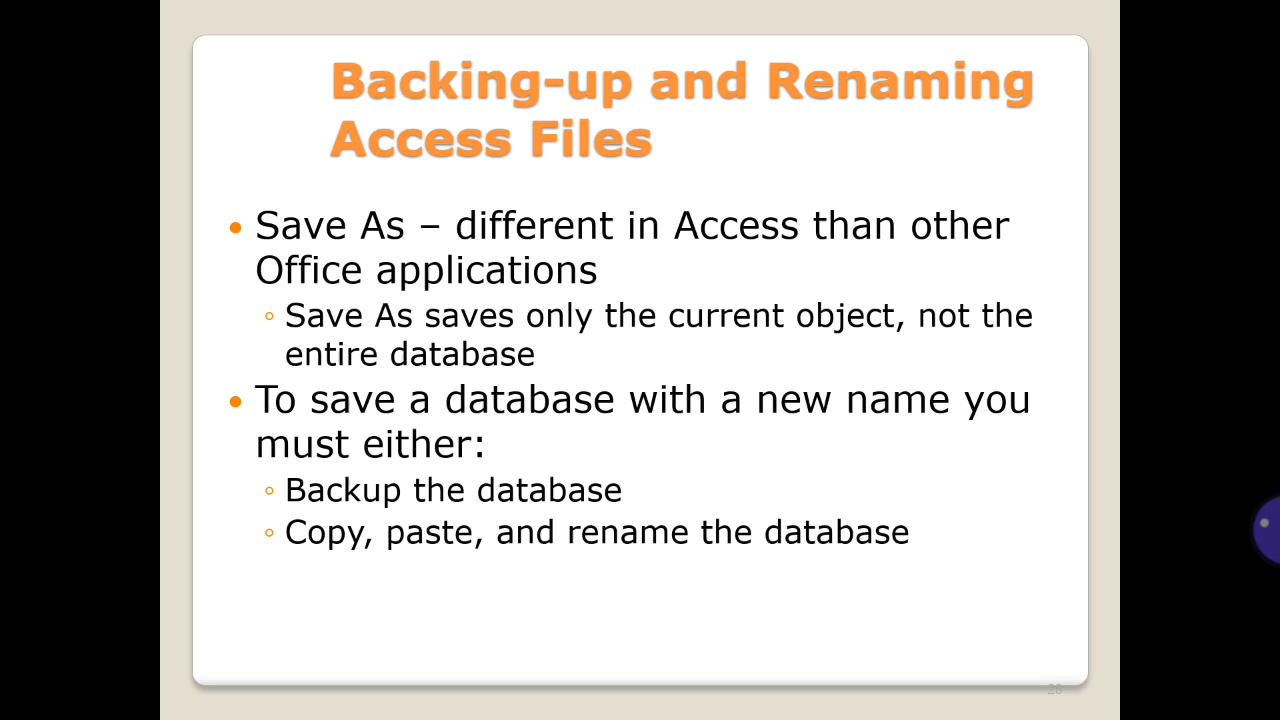 Backing-up and Renaming
Access Files
• Save As – different in Access than other
Office applications
◦ Save As saves only the current object, not the
entire database
• To save a database with a new name you
must either:
◦ Backup the database
◦ Copy, paste, and rename the database
28